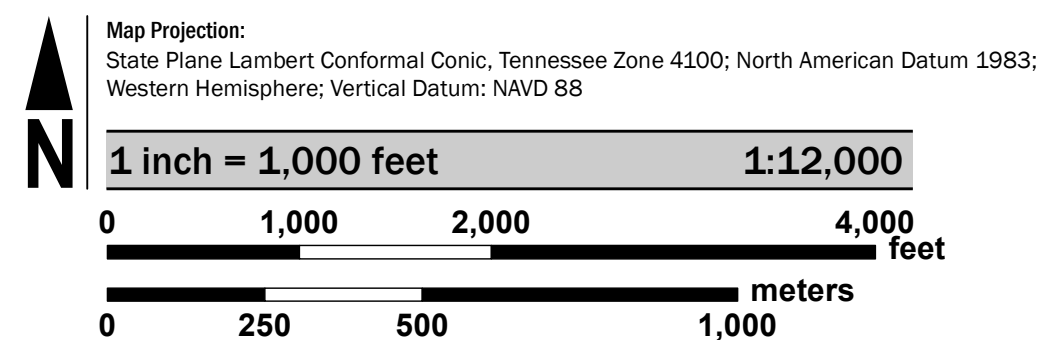 Map Projection:
State Plane Lambert Conformal Conic, Tennessee Zone 4100; North American Datum 1983;
Western Hemisphere; Vertical Datum: NAVD 88
N
1 inch = 1,000 feet 1:12,000
0 1,000 2,000 4,000
feet
meters
0 250 500 1,000